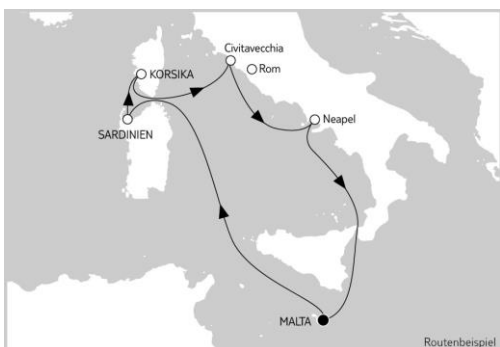 Civitavecchia
Rom
KORSIKA
Neapel
SARDINIEN
MALTA
Routenbeispiel